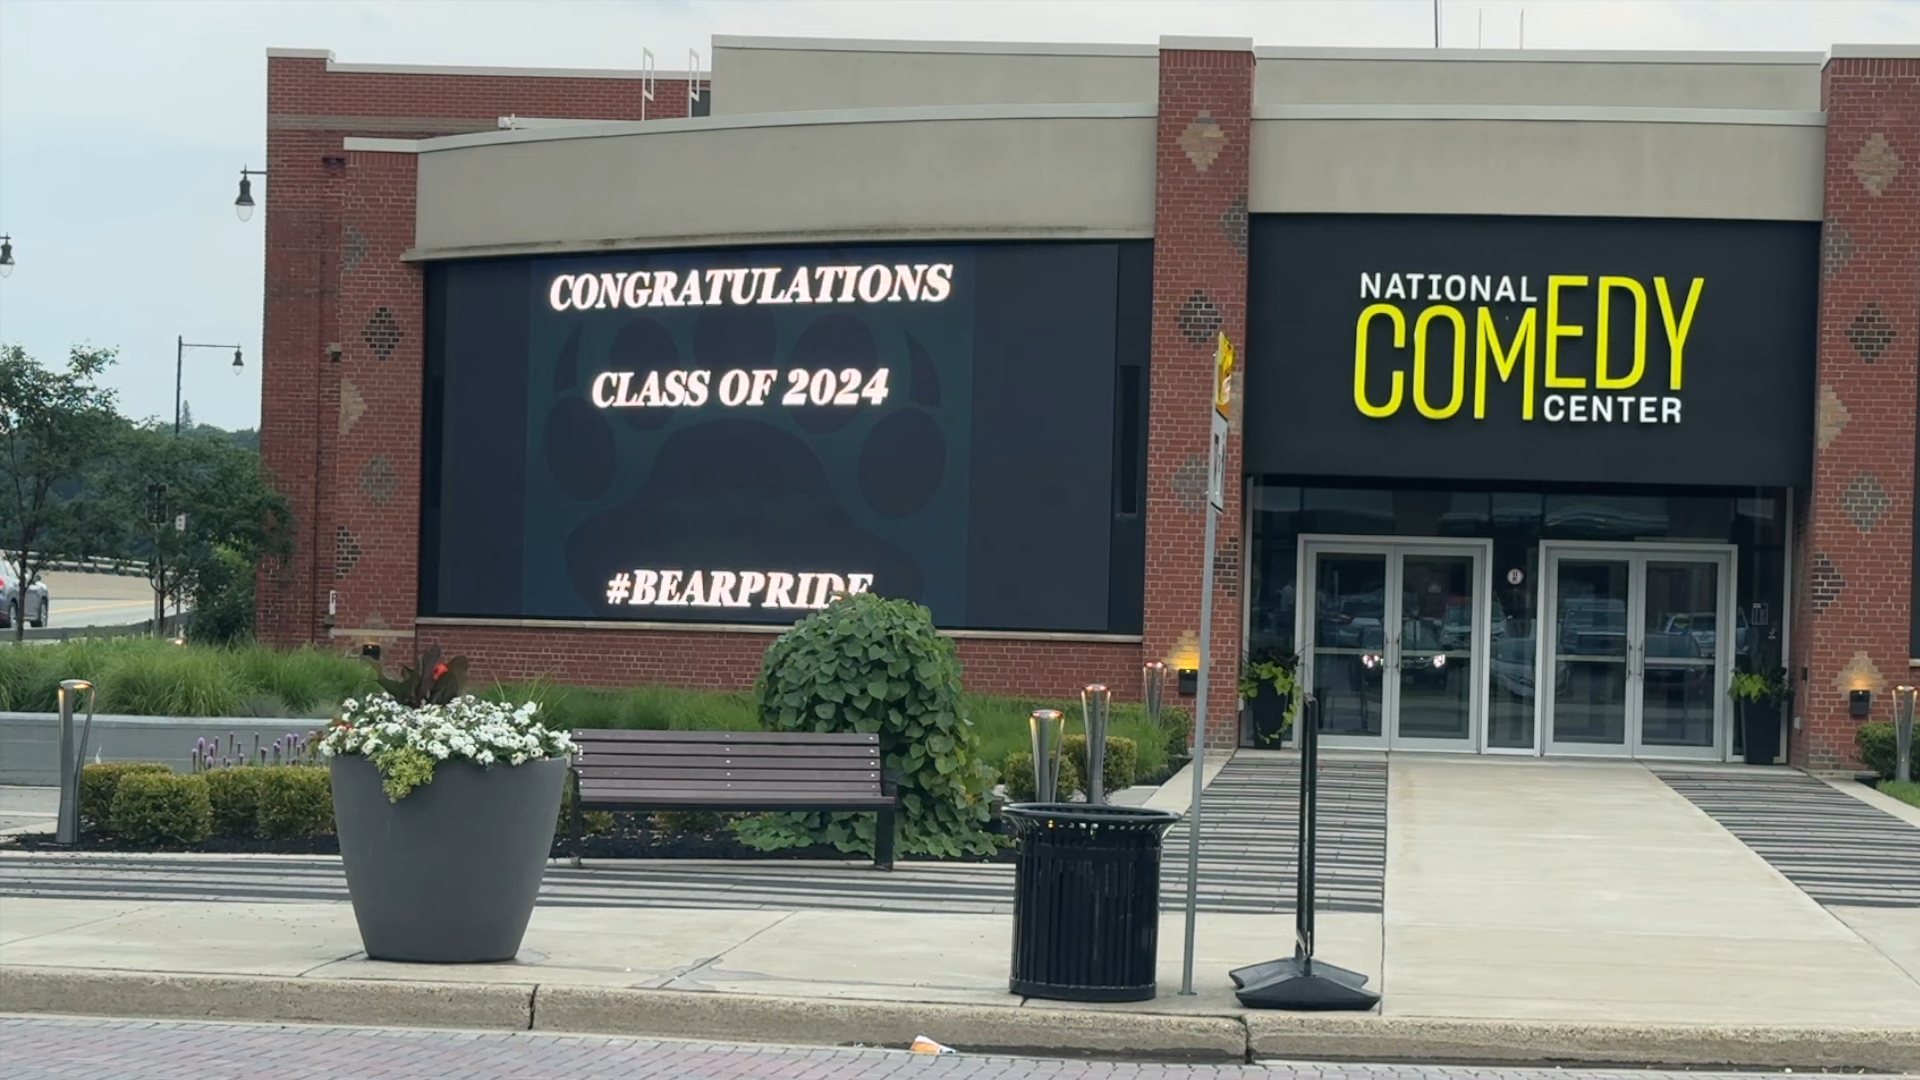 CONGRATULATIONS
CLASS OF 2024
#BEARPRIDE
NATIONAL
COMEDY
CENTER